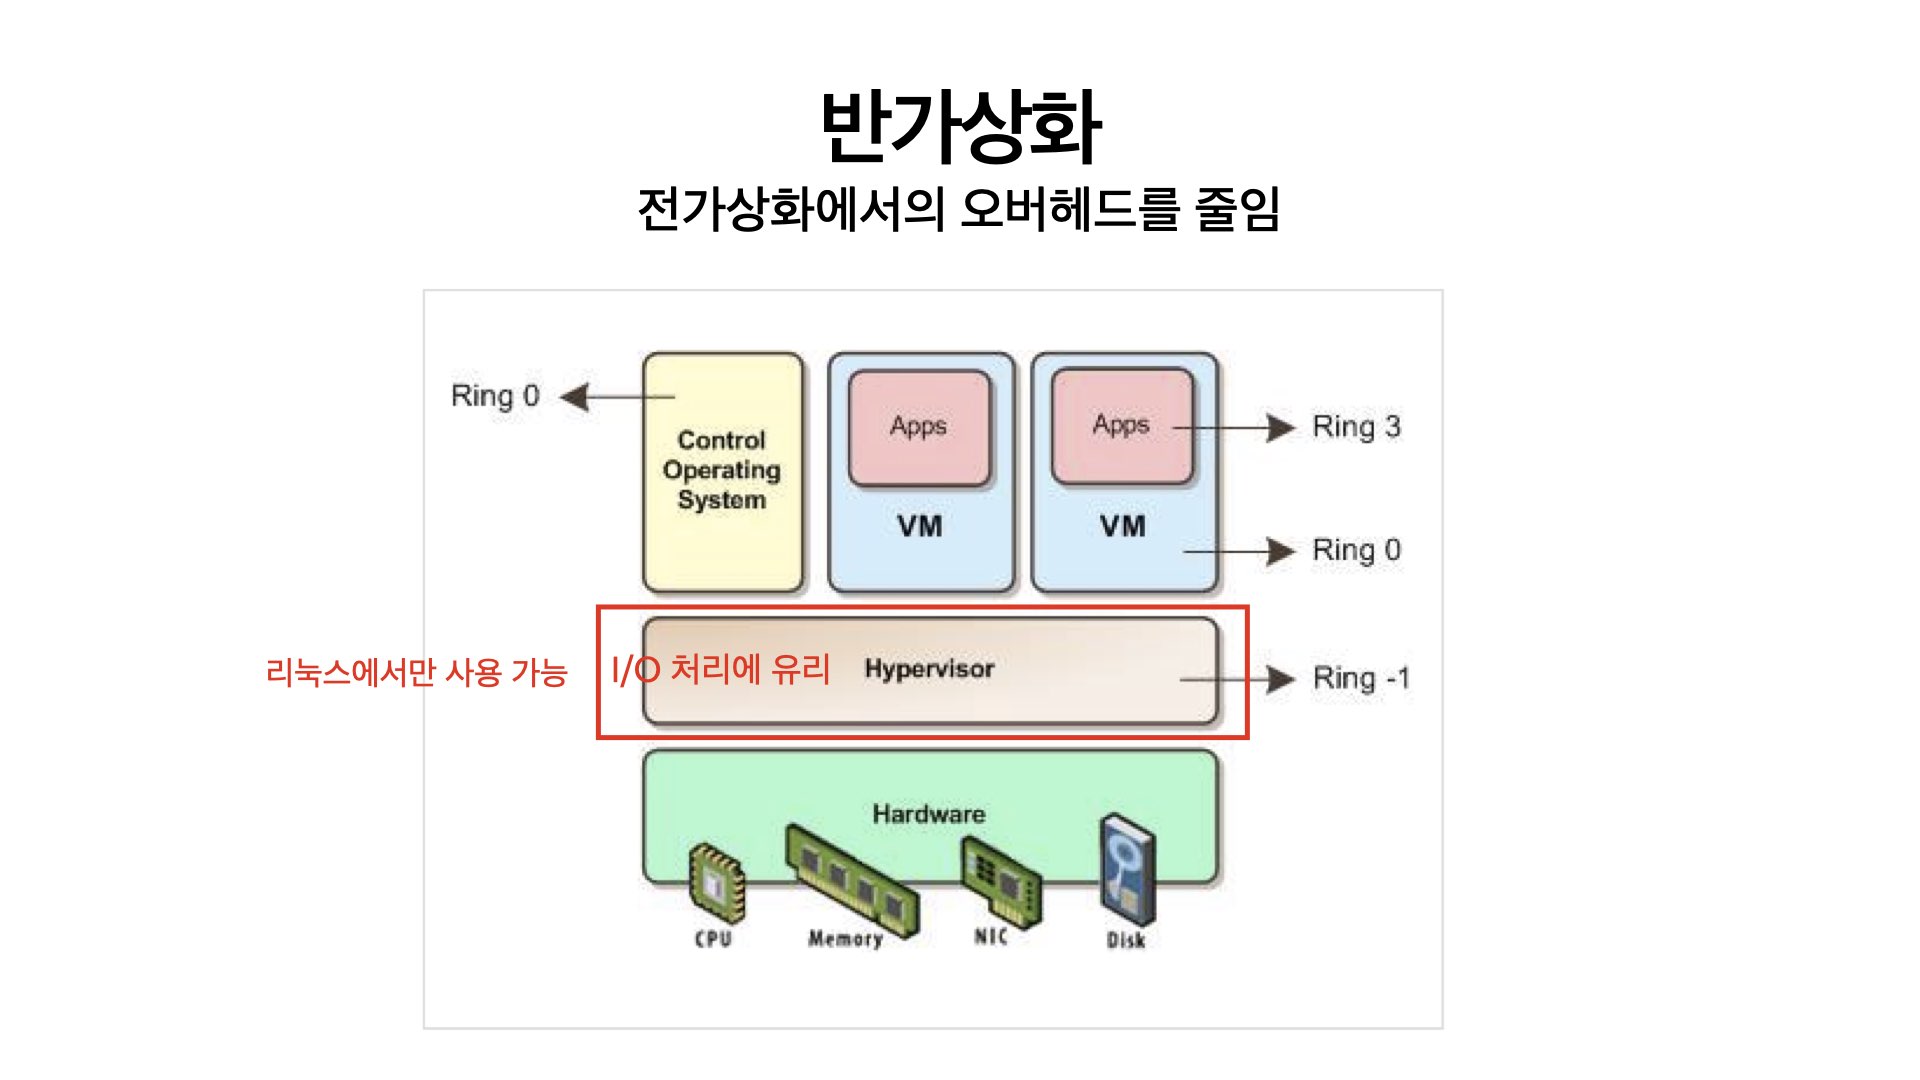 반가상화
전가상화에서의 오버헤드를 줄임
Ring 0
Control
Operating
System
Apps
VM
Apps
VM
Ring 3
Ring 0
리눅스에서만 사용 가능
I/O 처리에 유리
Hypervisor
Ring -1
Hardware
CPU
Memory
NIC
Disk